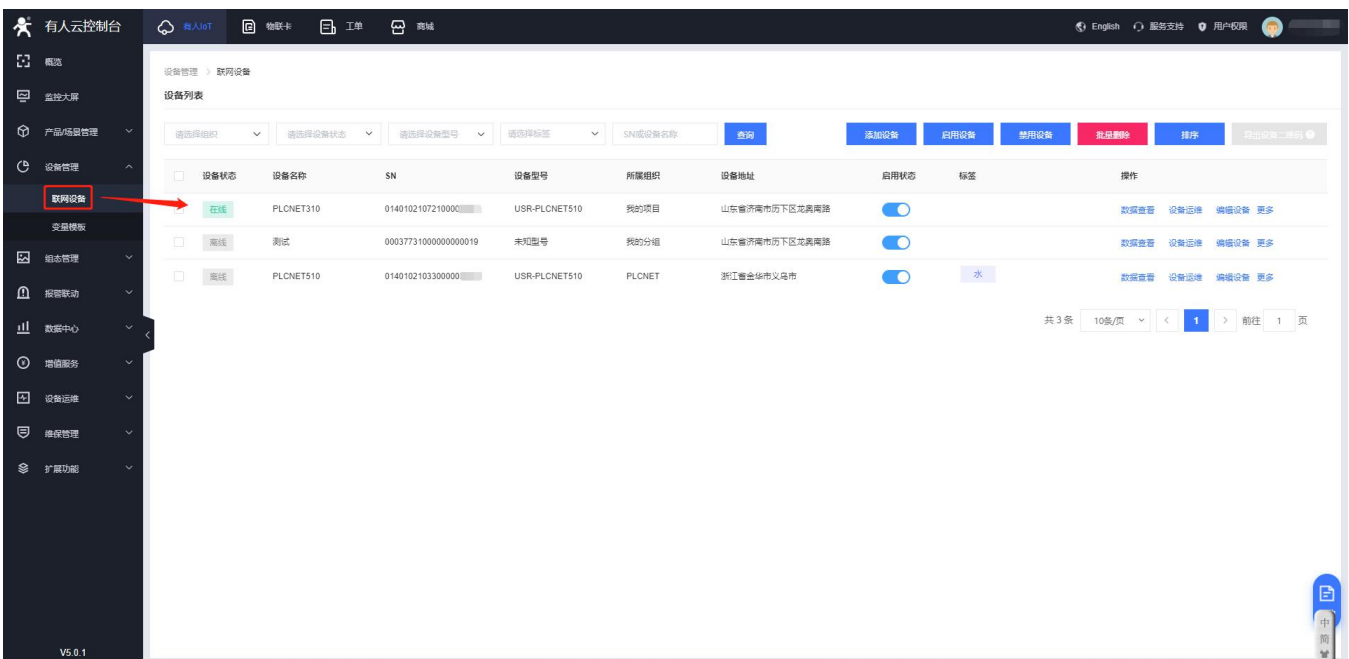 有人云控制台 有人IoT 物联卡 工单 商城 English 服务支持 用户权限
概览
监控大屏
产品/场景管理
设备管理
联网设备
变量模板
组态管理
报警联动
数据中心
增值服务
设备运维
维保管理
扩展功能
V5.0.1
设备管理 > 联网设备
设备列表
请选择组织 请选择设备状态 请选择设备型号 请选择标签 SN或设备名称 查询 添加设备 启用设备 禁用设备 批量删除 排序 导出设备二维码
设备状态 设备名称 SN 设备型号 所属组织 设备地址 启用状态 标签 操作
在线 PLCNET310 0140102107210000 USR-PLCNET510 我的项目 山东省济南市历下区龙奥南路 数据查看 设备运维 编辑设备 更多
离线 测试 00037731000000000019 未知型号 我的分组 山东省济南市历下区龙奥南路 数据查看 设备运维 编辑设备 更多
离线 PLCNET510 0140102103300000 USR-PLCNET510 PLCNET 浙江省金华市义乌市 水 数据查看 设备运维 编辑设备 更多
共 3 条 10条/页 < 1 > 前往 1 页
中
简